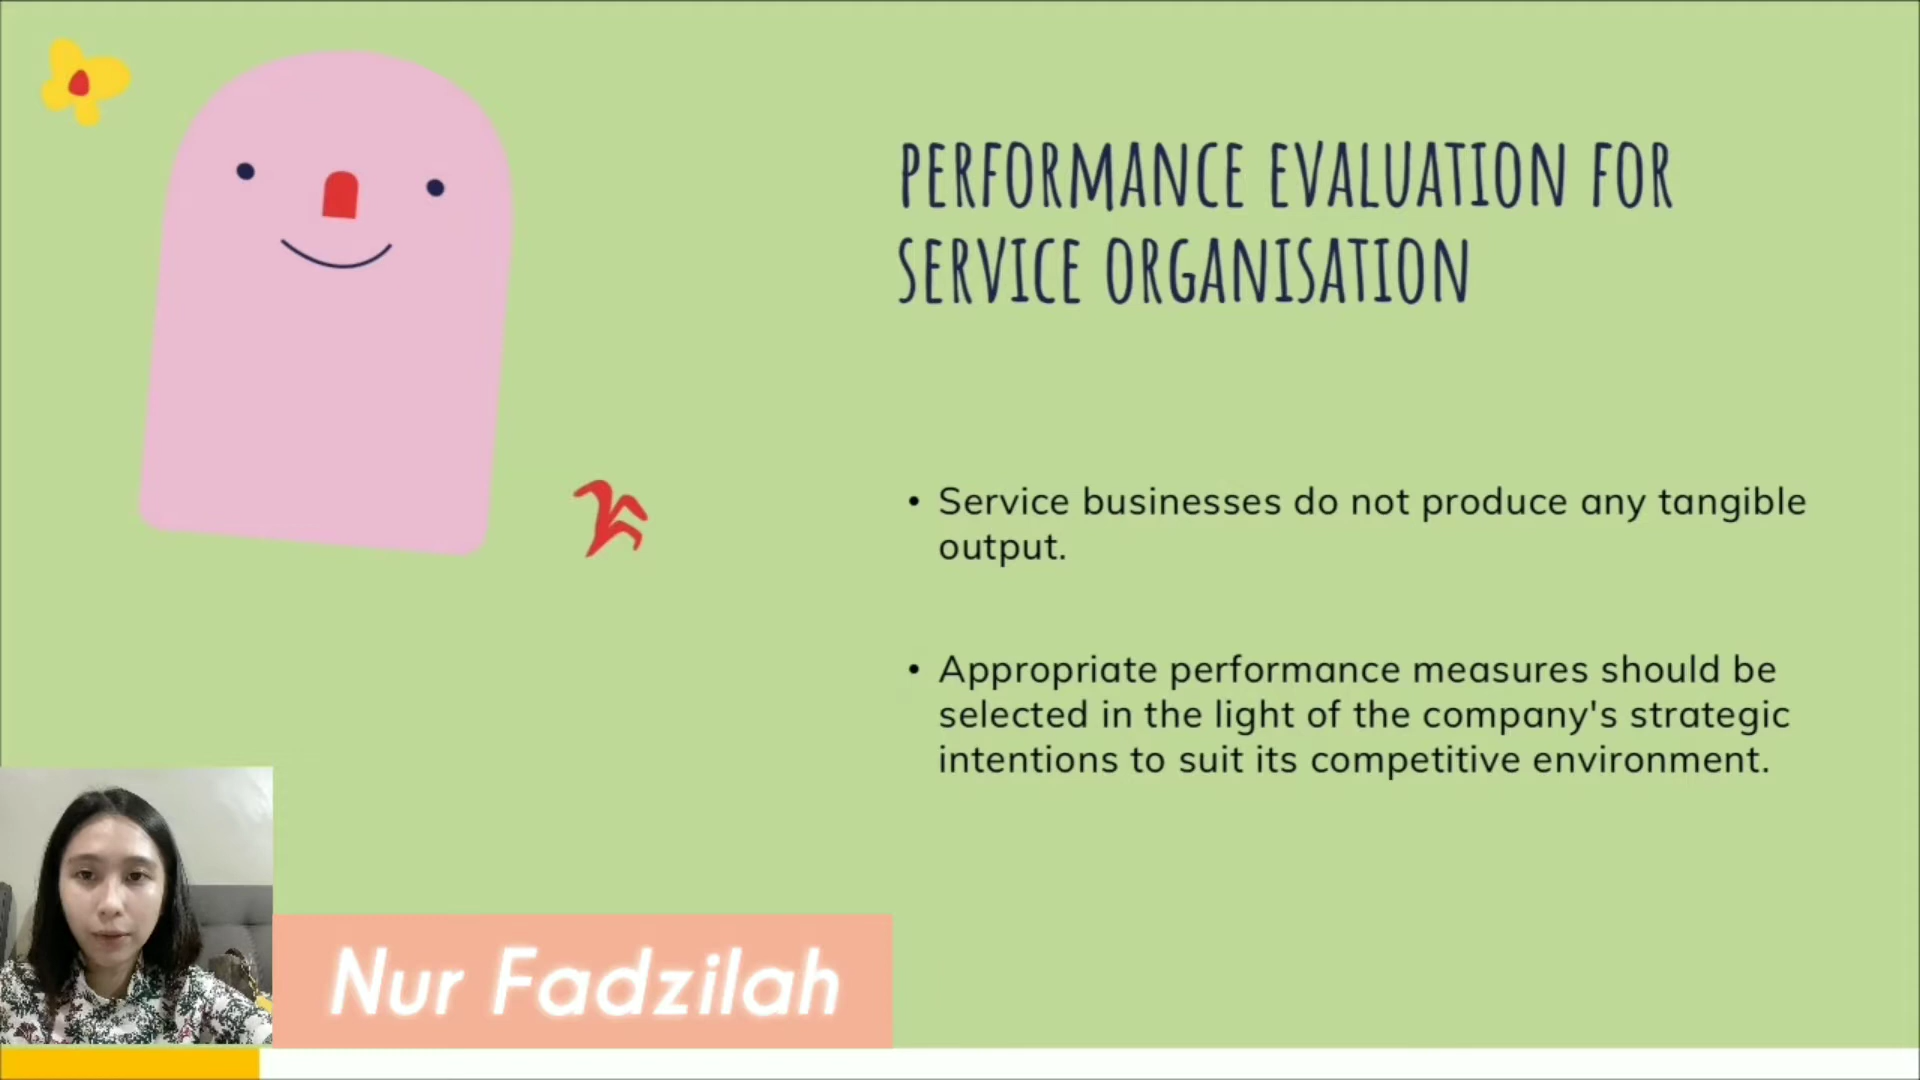 PERFORMANCE EVALUATION FOR
SERVICE ORGANISATION
• Service businesses do not produce any tangible
output.
• Appropriate performance measures should be
selected in the light of the company's strategic
intentions to suit its competitive environment.
Nur Fadzilah